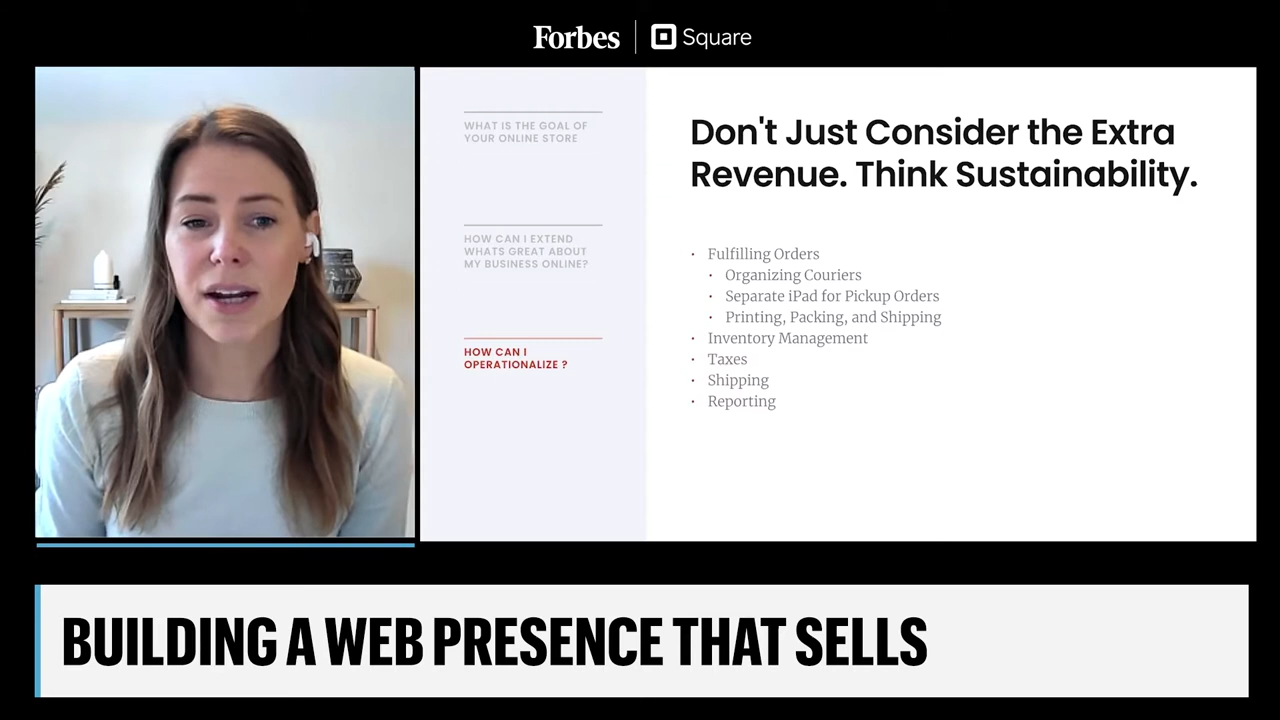 Forbes | Square
WHAT IS THE GOAL OF
YOUR ONLINE STORE
HOW CAN I EXTEND
WHATS GREAT ABOUT
MY BUSINESS ONLINE?
HOW CAN I
OPERATIONALIZE ?
Don't Just Consider the Extra
Revenue. Think Sustainability.
• Fulfilling Orders
• Organizing Couriers
• Separate iPad for Pickup Orders
• Printing, Packing, and Shipping
• Inventory Management
• Taxes
• Shipping
• Reporting
BUILDING A WEB PRESENCE THAT SELLS